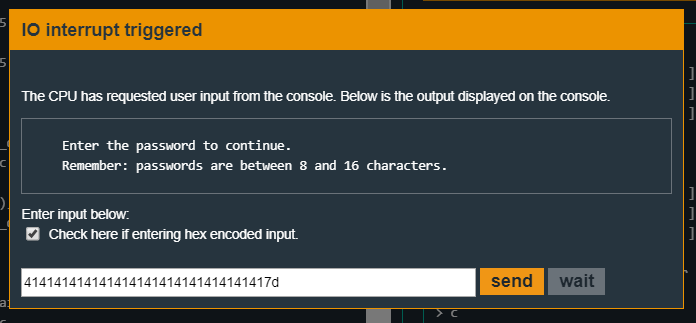 IO interrupt triggered
The CPU has requested user input from the console. Below is the output displayed on the console.
Enter the password to continue.
Remember: passwords are between 8 and 16 characters.
Enter input below:
Check here if entering hex encoded input.
414141414141414141414141414141417d
send
wait
> c